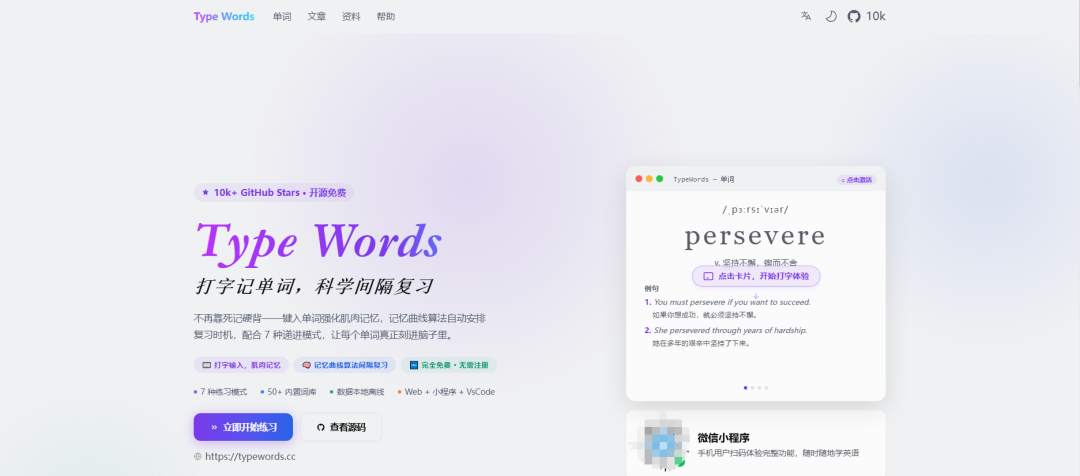 Type Words 单词 文章 资料 帮助 10k
10k+ GitHub Stars • 开源免费
Type Words
打字记单词，科学间隔复习
不再靠死记硬背——键入单词强化肌肉记忆，记忆曲线算法自动安排
复习时机，配合 7 种递进模式，让每个单词真正刻进脑子里。
打字输入，肌肉记忆 记忆曲线算法间隔复习 完全免费 • 无需注册
7 种练习模式 50+ 内置词库 数据本地离线 Web + 小程序 + VsCode
» 立即开始练习 查看源码
https://typewords.cc
TypeWords — 单词 点击激活
/ˌpɜːrsɪˈvɪər/
persevere
v. 坚持不懈，锲而不舍
点击卡片，开始打字体验
例句
1. You must persevere if you want to succeed.
如果你想成功，就必须坚持不懈。
2. She persevered through years of hardship.
她在多年的艰辛中坚持了下来。
微信小程序
手机用户扫码体验完整功能，随时随地学英语